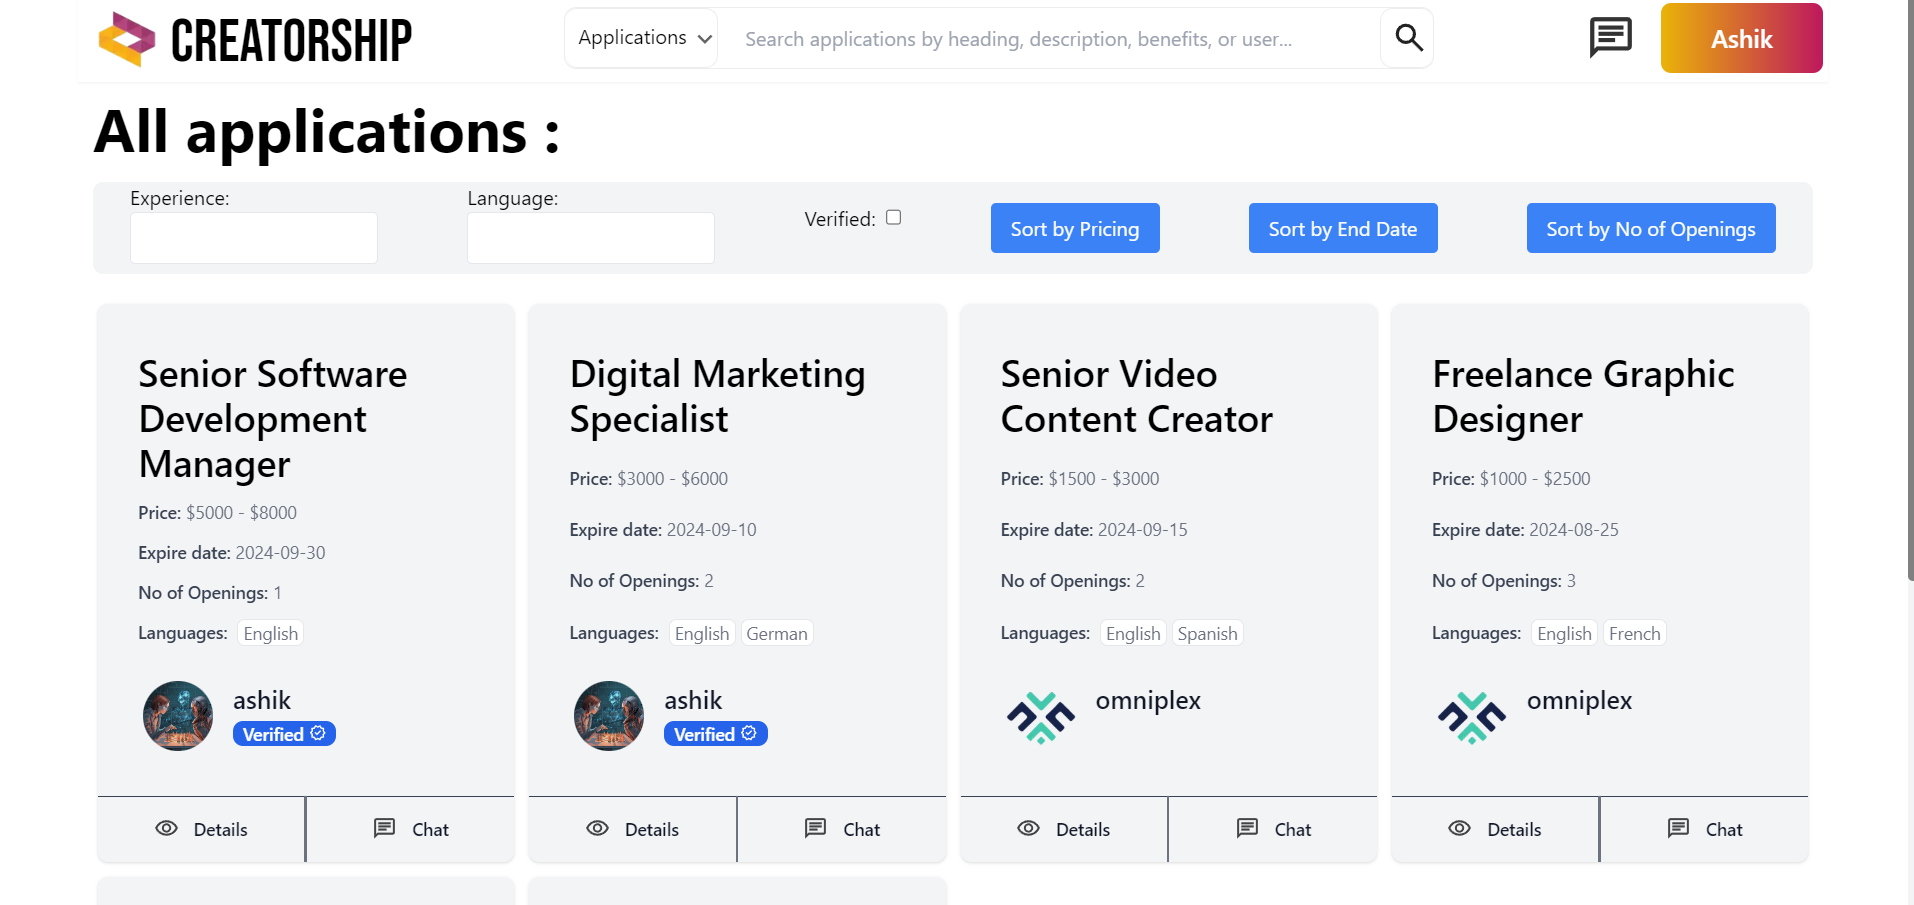 CREATORSHIP
Applications
Search applications by heading, description, benefits, or user...
Ashik
All applications :
Experience:
Language:
Verified:
Sort by Pricing
Sort by End Date
Sort by No of Openings
Senior Software
Development
Manager
Price: $5000 - $8000
Expire date: 2024-09-30
No of Openings: 1
Languages: English
ashik
Verified
Details
Chat
Digital Marketing
Specialist
Price: $3000 - $6000
Expire date: 2024-09-10
No of Openings: 2
Languages: English German
ashik
Verified
Details
Chat
Senior Video
Content Creator
Price: $1500 - $3000
Expire date: 2024-09-15
No of Openings: 2
Languages: English Spanish
omniplex
Details
Chat
Freelance Graphic
Designer
Price: $1000 - $2500
Expire date: 2024-08-25
No of Openings: 3
Languages: English French
omniplex
Details
Chat